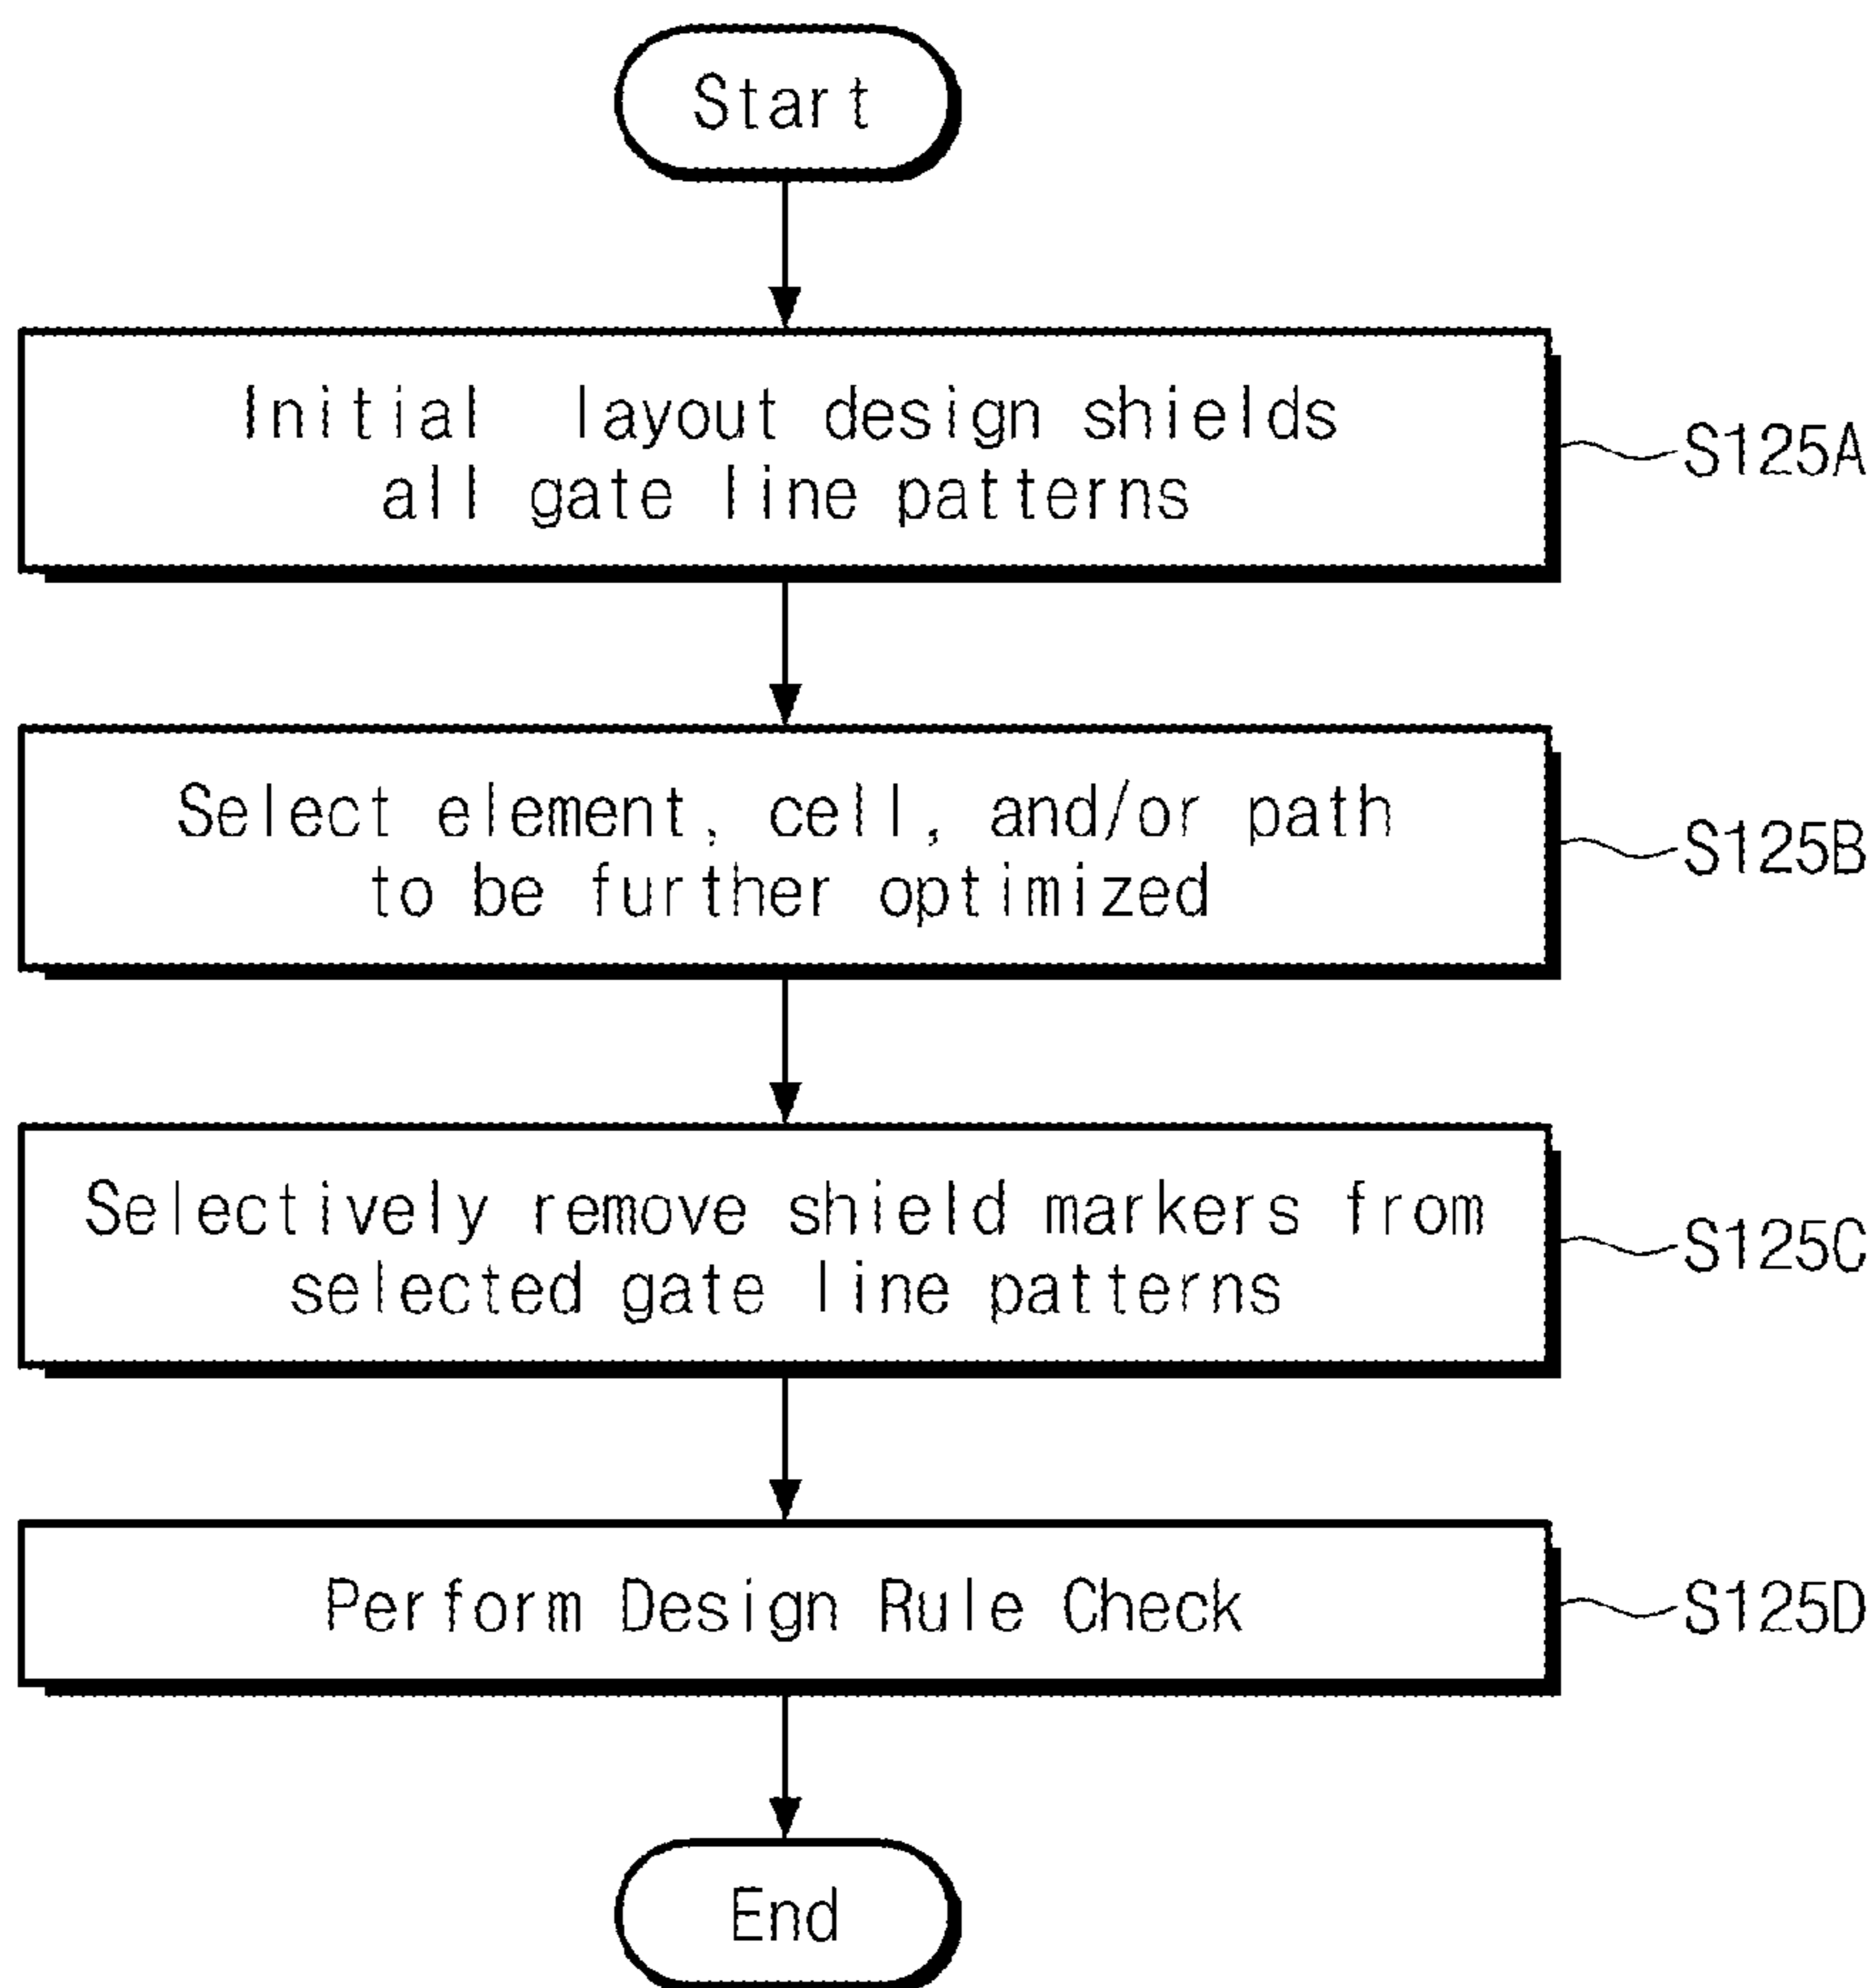 Start
Initial layout design shields
all gate line patterns
S125A
Select element, cell, and/or path
to be further optimized
S125B
Selectively remove shield markers from
selected gate line patterns
S125C
Perform Design Rule Check
S125D
End